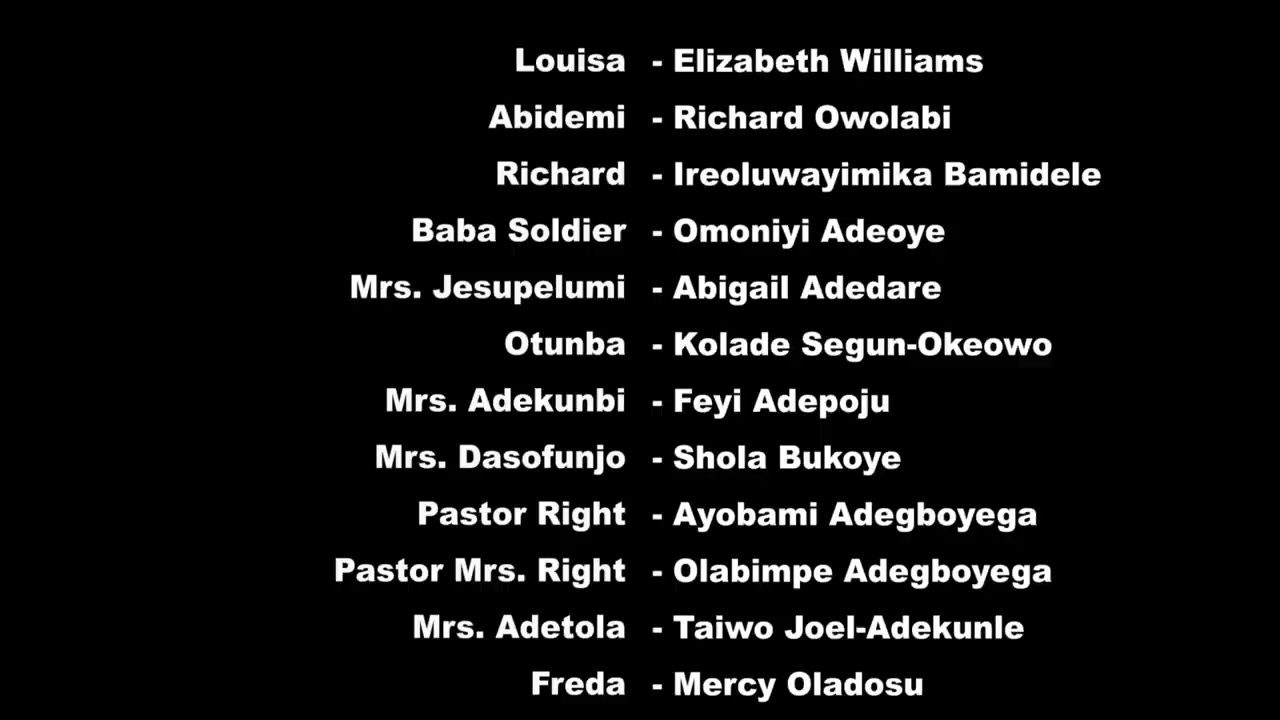 Louisa - Elizabeth Williams
Abidemi - Richard Owolabi
Richard - Ireoluwayimika Bamidele
Baba Soldier - Omoniyi Adeoye
Mrs. Jesupelumi - Abigail Adedare
Otunba - Kolade Segun-Okeowo
Mrs. Adekunbi - Feyi Adepoju
Mrs. Dasofunjo - Shola Bukoye
Pastor Right - Ayobami Adegboyega
Pastor Mrs. Right - Olabimpe Adegboyega
Mrs. Adetola - Taiwo Joel-Adekunle
Freda - Mercy Oladosu